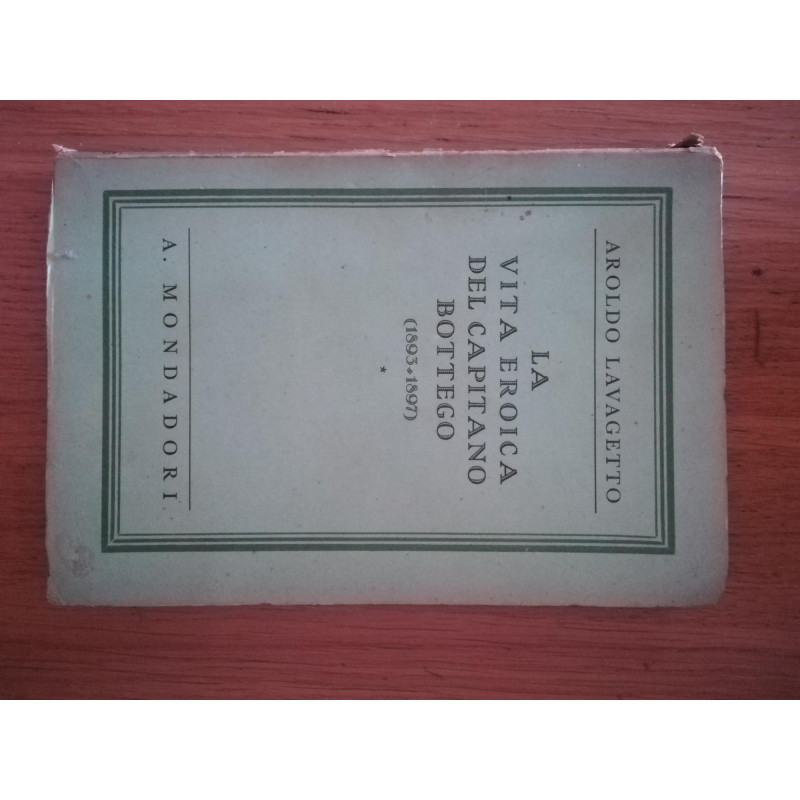 AROLDO LAVAGETTO
LA
VITA EROICA
DEL CAPITANO
BOTTEGO
(1893*1897)
*
A. MONDADORI